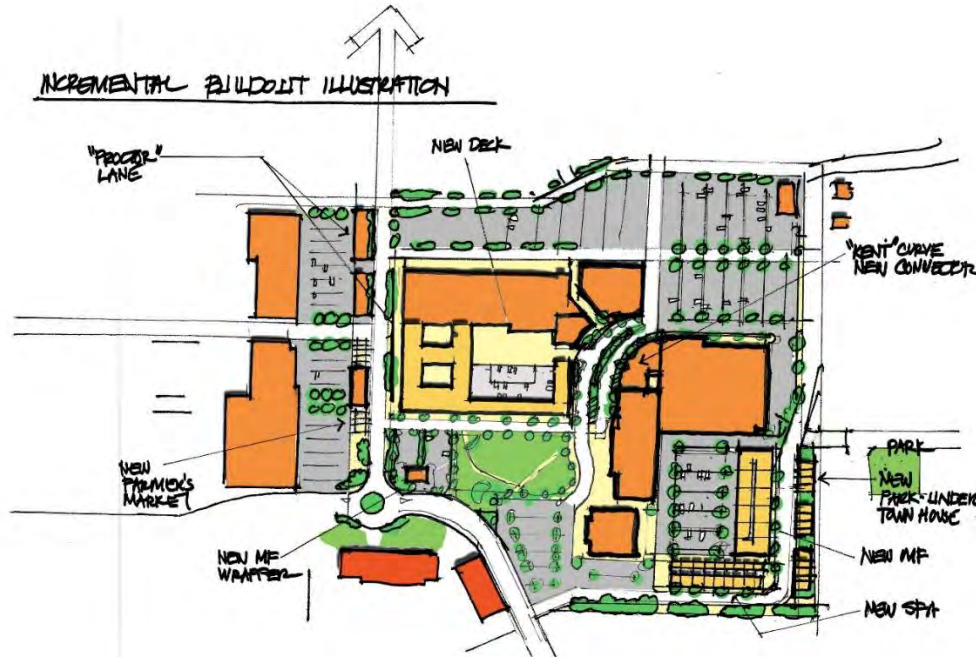 INCREMENTAL BUILDOUT ILLUSTRATION
"PROCTOR"
LANE
NEW DECK
"KENT" CURVE
NEW CONNECTOR
NEW
FARMER'S
MARKET
NEW MF
WRAPPER
PARK
NEW
PARK-UNDER
TOWN HOUSE
NEW MF
NEW SPA